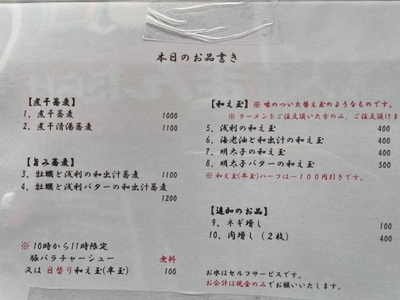 本日のお品書き
【煮干蕎麦】
1、煮干蕎麦 1000
2、煮干清湯蕎麦 1100
【旨み蕎麦】
3、牡蠣と浅利の和出汁蕎麦 1100
4、牡蠣と浅利バターの和出汁蕎麦
1200
※10時から11時限定
豚バラチャーシュー 無料
又は 日替り和え玉(半玉) 100
【和え玉】※味のついた替え玉のようなものです。
※ラーメンをご注文頂いた方のみ、ご注文頂けま
5、浅利の和え玉 400
6、海老油と和出汁の和え玉 400
7、明太子の和え玉 400
8、明太子バターの和え玉 500
※和え玉(半玉)ハーフは−100円引きです。
【追加のお品】
9、ネギ増し 100
10、肉増し(2枚) 400
お水はセルフサービスです。
お会計は現金のみでお願いします。